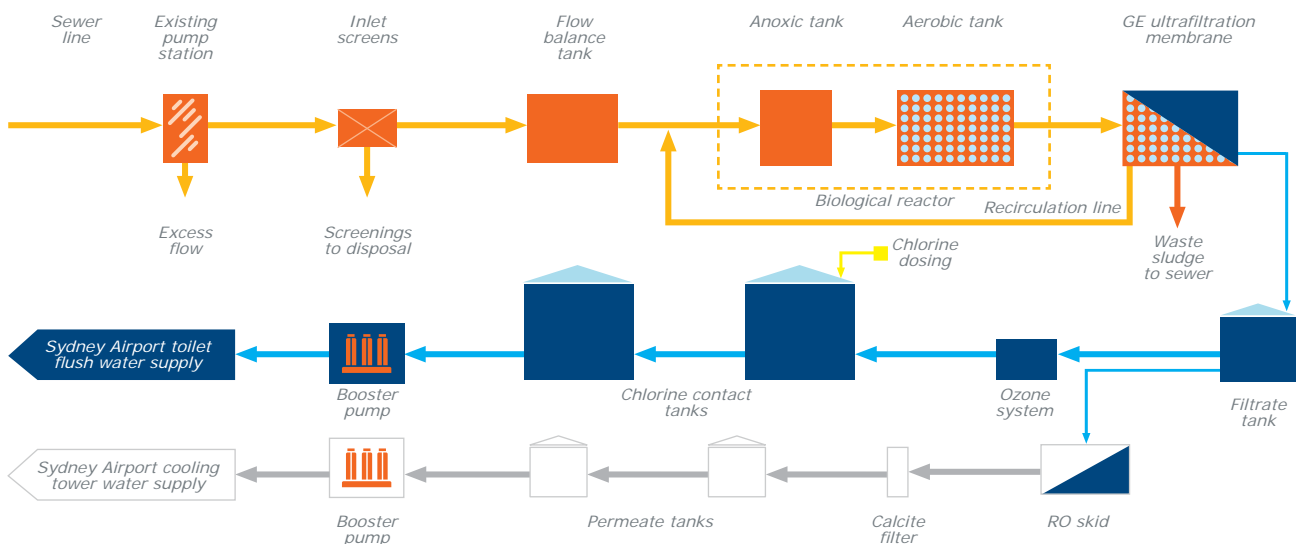 Sewer
line
Existing
pump
station
Inlet
screens
Flow
balance
tank
Anoxic tank
Aerobic tank
GE ultrafiltration
membrane
Biological reactor
Recirculation line
Excess
flow
Screenings
to disposal
Waste
sludge
to sewer
Chlorine
dosing
Sydney Airport toilet
flush water supply
Booster
pump
Chlorine contact
tanks
Ozone
system
Filtrate
tank
Sydney Airport cooling
tower water supply
Booster
pump
Permeate tanks
Calcite
filter
RO skid